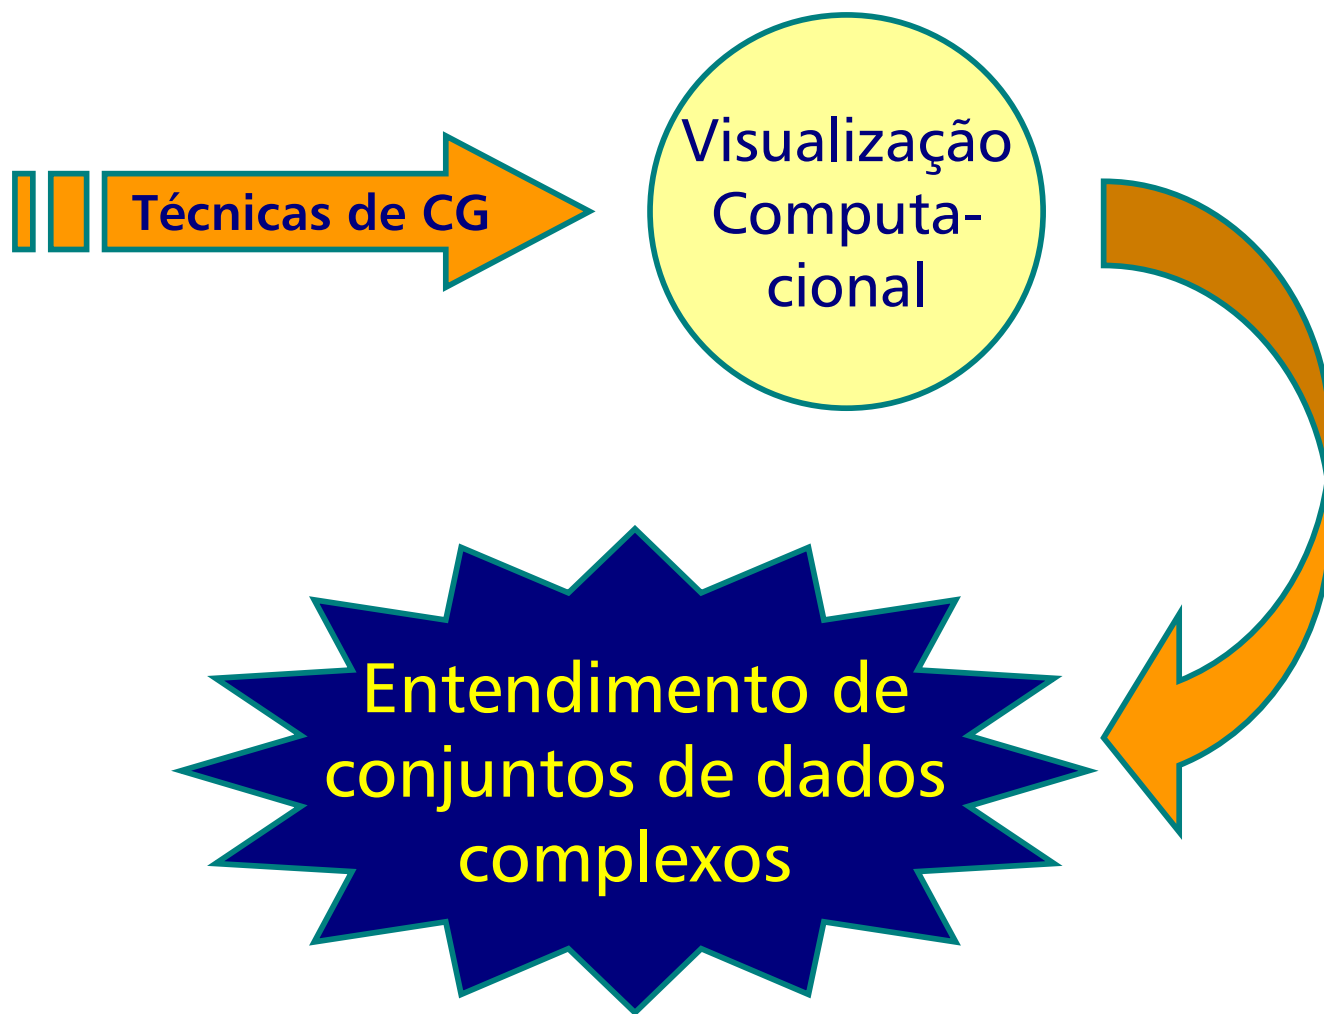 Técnicas de CG
Visualização
Computa-
cional
Entendimento de
conjuntos de dados
complexos